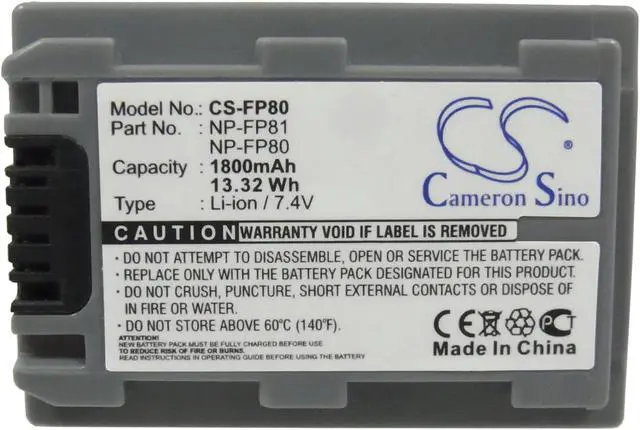 Model No.: CS-FP80
Part No. : NP-FP81
NP-FP80
Capacity : 1800mAh
13.32 Wh
Type : Li-ion / 7.4V
CS
Cameron Sino
CAUTION WARRANTY VOID IF LABEL IS REMOVED
• DO NOT ATTEMPT TO DISASSEMBLE, OPEN OR SERVICE THE BATTERY PACK.
• REPLACE ONLY WITH THE BATTERY PACK DESIGNATED FOR THIS PRODUCT.
• DO NOT CRUSH, PUNCTURE, SHORT EXTERNAL CONTACTS OR DISPOSE OF
IN FIRE OR WATER.
• DO NOT STORE ABOVE 60℃ (140℉).
ATTENTION:
NEW BATTERY PACK MUST BE FULLY CHARGED BEFORE USE.
TO REDUCE RISK OF FIRE OR BURNS.
INSTRUCTIONS IN OPERATING GUIDE BEFORE USING BATTERY PACK.
CE
Made In China